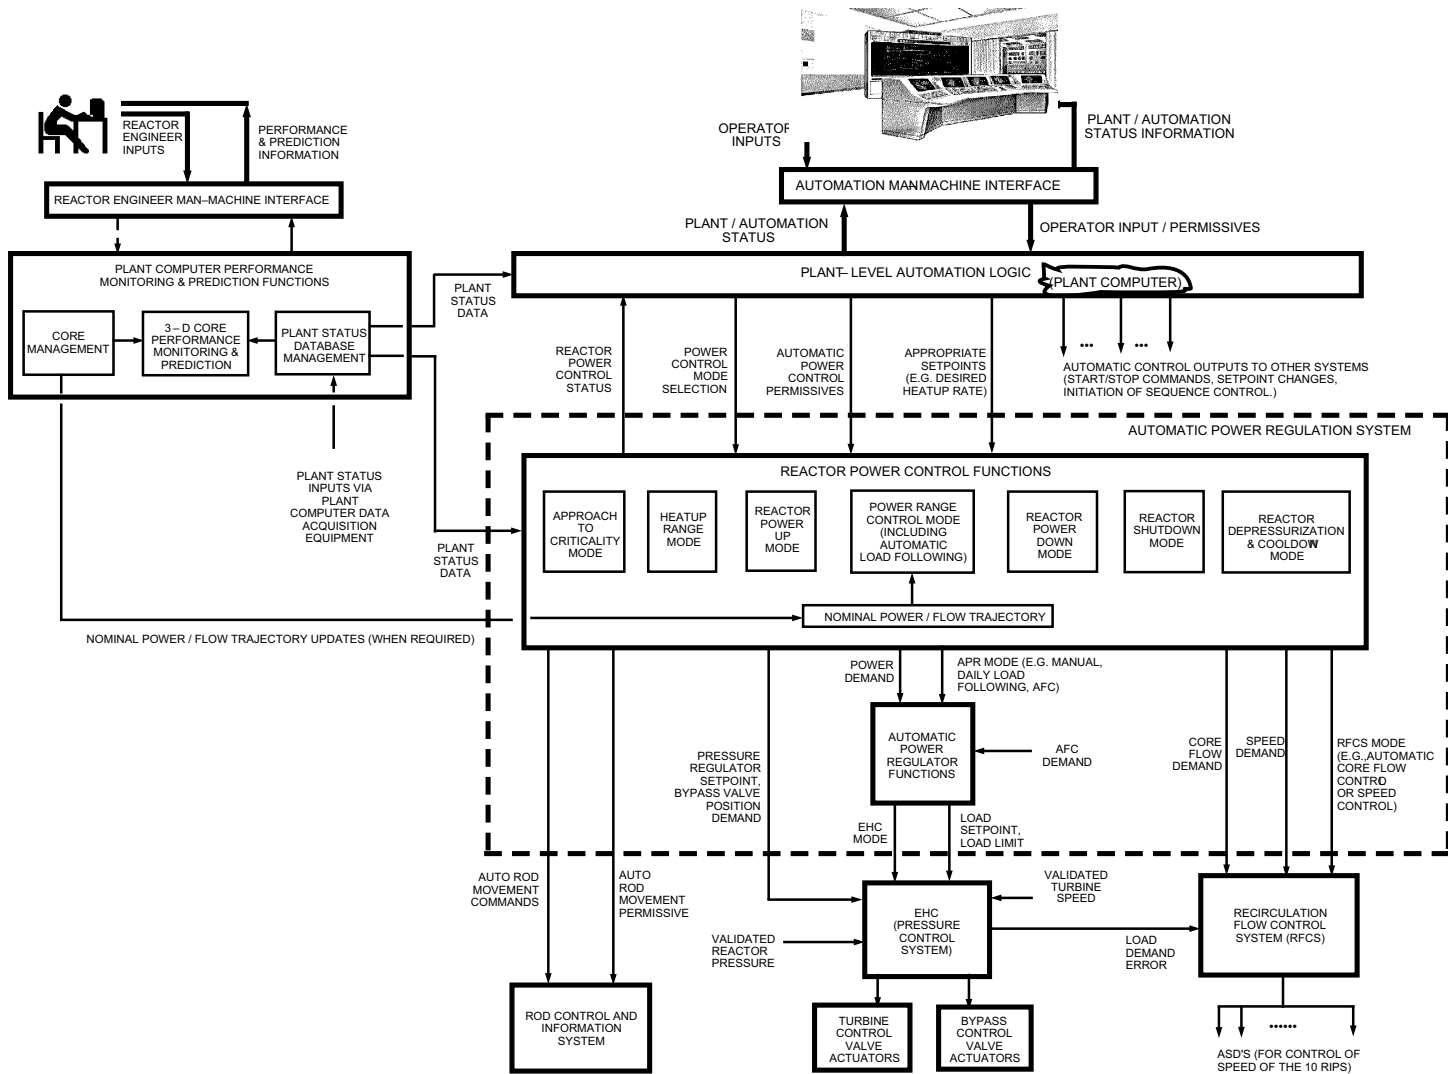 OPERATOR
INPUTS
PLANT / AUTOMATION
STATUS INFORMATION
REACTOR
ENGINEER
INPUTS
PERFORMANCE
& PREDICTION
INFORMATION
AUTOMATION MAN–MACHINE INTERFACE
REACTOR ENGINEER MAN–MACHINE INTERFACE
PLANT / AUTOMATION
STATUS
OPERATOR INPUT / PERMISSIVES
PLANT COMPUTER PERFORMANCE
MONITORING & PREDICTION FUNCTIONS
CORE
MANAGEMENT
3–D CORE
PERFORMANCE
MONITORING &
PREDICTION
PLANT STATUS
DATABASE
MANAGEMENT
PLANT
STATUS
DATA
PLANT–LEVEL AUTOMATION LOGIC
(PLANT COMPUTER)
REACTOR
POWER
CONTROL
STATUS
POWER
CONTROL
MODE
SELECTION
AUTOMATIC
POWER
CONTROL
PERMISSIVES
APPROPRIATE
SETPOINTS
(E.G. DESIRED
HEATUP RATE)
... ...
AUTOMATIC CONTROL OUTPUTS TO OTHER SYSTEMS
(START/STOP COMMANDS, SETPOINT CHANGES,
INITIATION OF SEQUENCE CONTROL.)
AUTOMATIC POWER REGULATION SYSTEM
PLANT STATUS
INPUTS VIA
PLANT
COMPUTER DATA
ACQUISITION
EQUIPMENT
PLANT
STATUS
DATA
REACTOR POWER CONTROL FUNCTIONS
APPROACH
TO
CRITICALITY
MODE
HEATUP
RANGE
MODE
REACTOR
POWER
UP
MODE
POWER RANGE
CONTROL MODE
(INCLUDING
AUTOMATIC
LOAD FOLLOWING)
REACTOR
POWER
DOWN
MODE
REACTOR
SHUTDOWN
MODE
REACTOR
DEPRESSURIZATION
& COOLDOWN
MODE
NOMINAL POWER / FLOW TRAJECTORY
NOMINAL POWER / FLOW TRAJECTORY UPDATES (WHEN REQUIRED)
POWER
DEMAND
APR MODE (E.G. MANUAL,
DAILY LOAD
FOLLOWING, AFC)
AUTOMATIC
POWER
REGULATOR
FUNCTIONS
AFC
DEMAND
PRESSURE
REGULATOR
SETPOINT,
BYPASS VALVE
POSITION
DEMAND
CORE
FLOW
DEMAND
SPEED
DEMAND
RFCS MODE
(E.G.,AUTOMATIC
CORE FLOW
CONTRO
OR SPEED
CONTROL)
EHC
MODE
LOAD
SETPOINT,
LOAD LIMIT
AUTO ROD
MOVEMENT
COMMANDS
AUTO
ROD
MOVEMENT
PERMISSIVE
VALIDATED
TURBINE
SPEED
EHC
(PRESSURE
CONTROL
SYSTEM)
VALIDATED
REACTOR
PRESSURE
LOAD
DEMAND
ERROR
RECIRCULATION
FLOW CONTROL
SYSTEM (RFCS)
ROD CONTROL AND
INFORMATION
SYSTEM
TURBINE
CONTROL
VALVE
ACTUATORS
BYPASS
CONTROL
VALVE
ACTUATORS
......
ASD'S (FOR CONTROL OF
SPEED OF THE 10 RIPS)